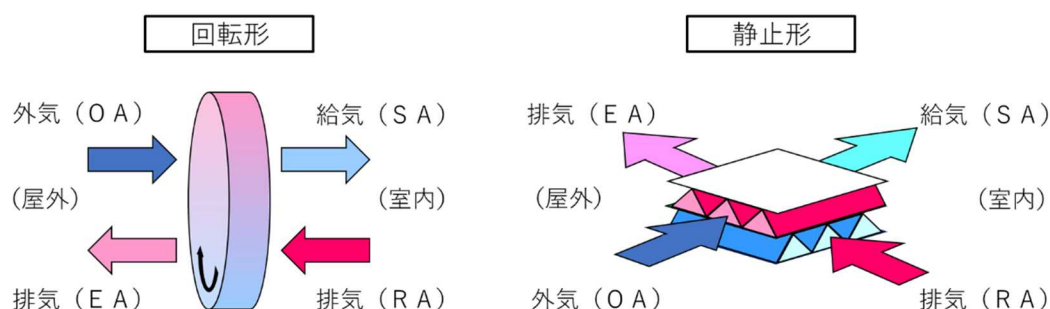 回転形
外気(OA)
給気(SA)
(屋外)
(室内)
排気(EA)
排気(RA)
静止形
排気(EA)
給気(SA)
(屋外)
(室内)
外気(OA)
排気(RA)